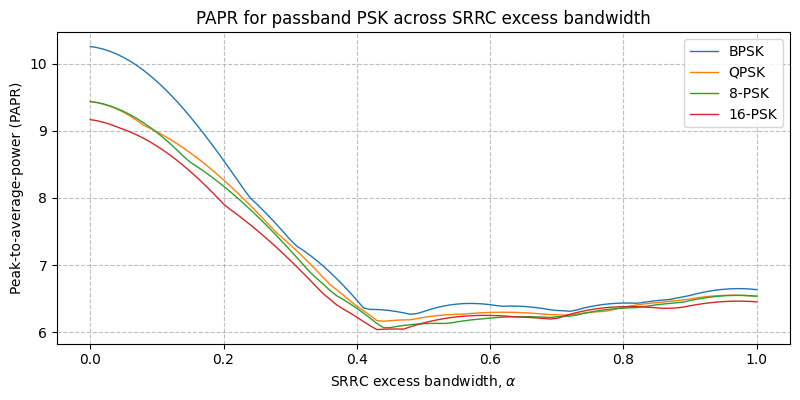 PAPR for passband PSK across SRRC excess bandwidth
Peak-to-average-power (PAPR)
10
9
8
7
6
BPSK
QPSK
8-PSK
16-PSK
0.0 0.2 0.4 0.6 0.8 1.0
SRRC excess bandwidth, α